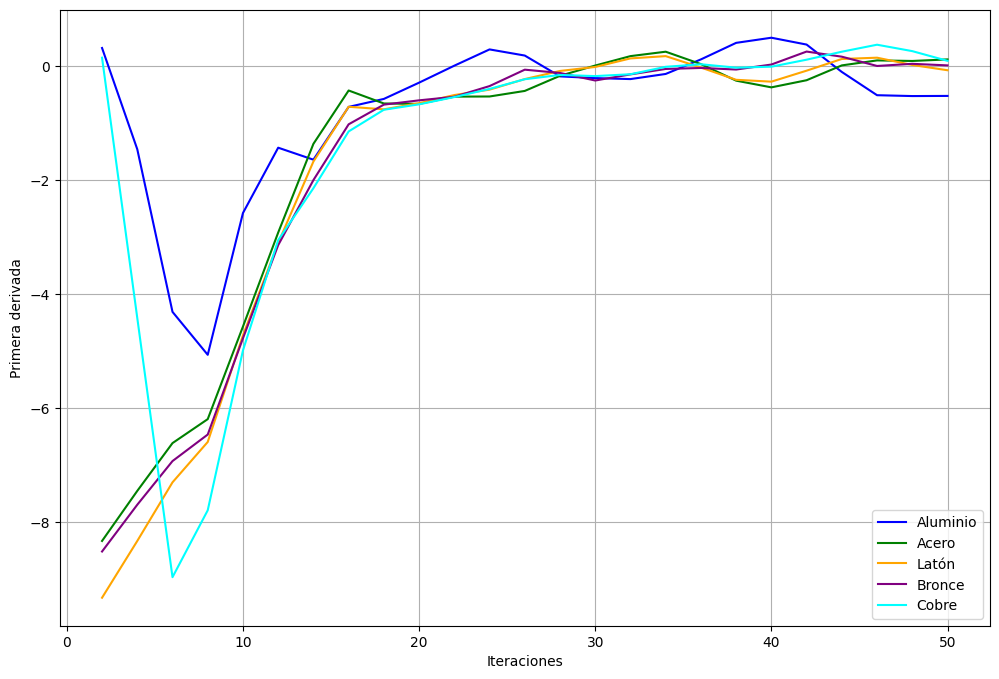 0
−2
−4
−6
−8
Primera derivada
0
10
20
30
40
50
Iteraciones
Aluminio
Acero
Latón
Bronce
Cobre